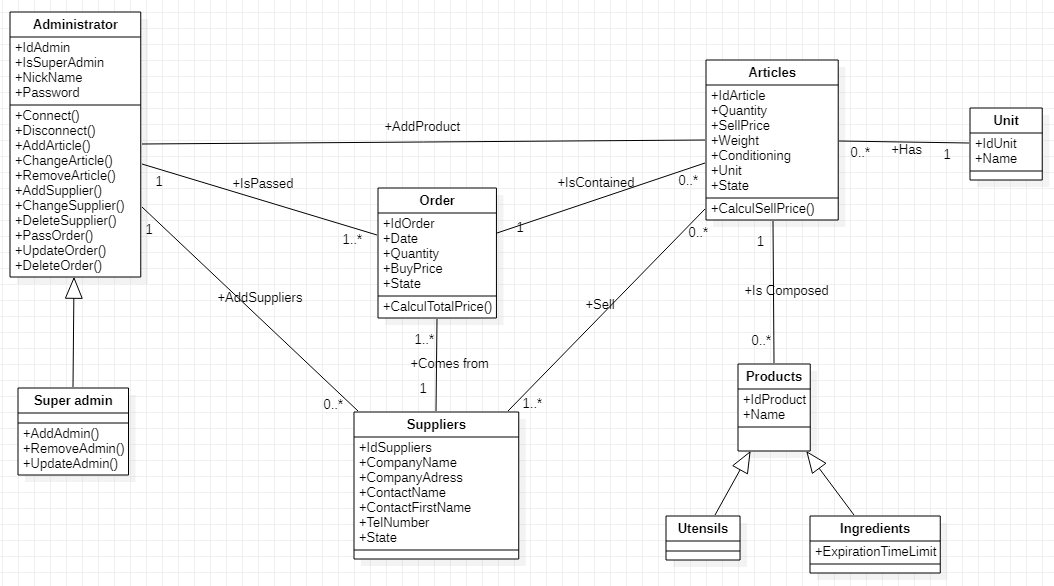 Administrator
+IdAdmin
+IsSuperAdmin
+NickName
+Password
+Connect()
+Disconnect()
+AddArticle()
+ChangeArticle()
+RemoveArticle()
+AddSupplier()
+ChangeSupplier()
+DeleteSupplier()
+PassOrder()
+UpdateOrder()
+DeleteOrder()
+AddProduct
Articles
+IdArticle
+Quantity
+SellPrice
+Weight
+Conditioning
+Unit
+State
+CalculSellPrice()
0..*
+Has
1
Unit
+IdUnit
+Name
1
+IsPassed
1..*
Order
+IdOrder
+Date
+Quantity
+BuyPrice
+State
+CalculTotalPrice()
+IsContained
0..*
1
1
+AddSuppliers
0..*
0..*
+Sell
1..*
1
+Is Composed
0..*
1..*
+Comes from
1
Super admin
+AddAdmin()
+RemoveAdmin()
+UpdateAdmin()
Suppliers
+IdSuppliers
+CompanyName
+CompanyAdress
+ContactName
+ContactFirstName
+TelNumber
+State
Products
+IdProduct
+Name
Utensils
Ingredients
+ExpirationTimeLimit